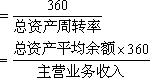 = 360
总资产周转率
= 总资产平均余额×360
主营业务收入